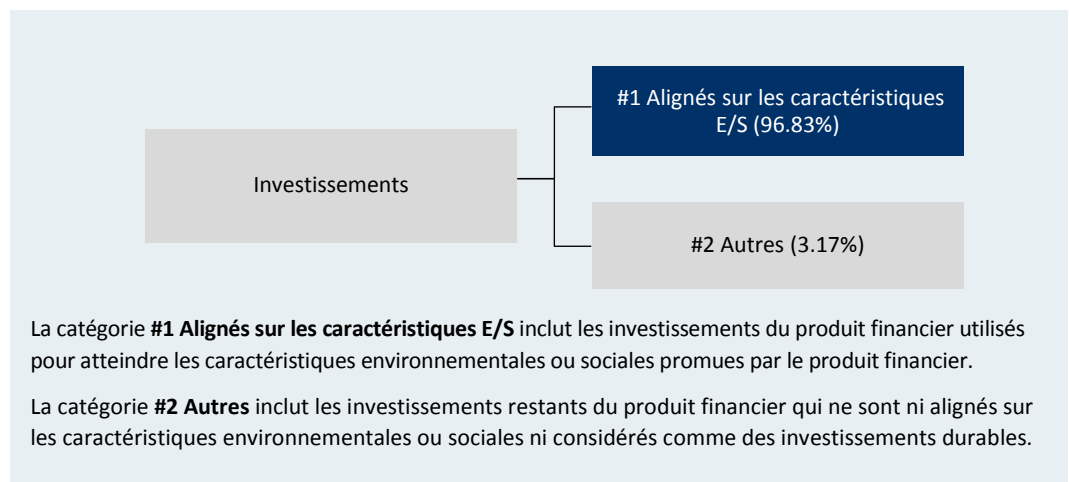 #1 Alignés sur les caractéristiques
E/S (96.83%)
Investissements
#2 Autres (3.17%)
La catégorie #1 Alignés sur les caractéristiques E/S inclut les investissements du produit financier utilisés
pour atteindre les caractéristiques environnementales ou sociales promues par le produit financier.
La catégorie #2 Autres inclut les investissements restants du produit financier qui ne sont ni alignés sur
les caractéristiques environnementales ou sociales ni considérés comme des investissements durables.